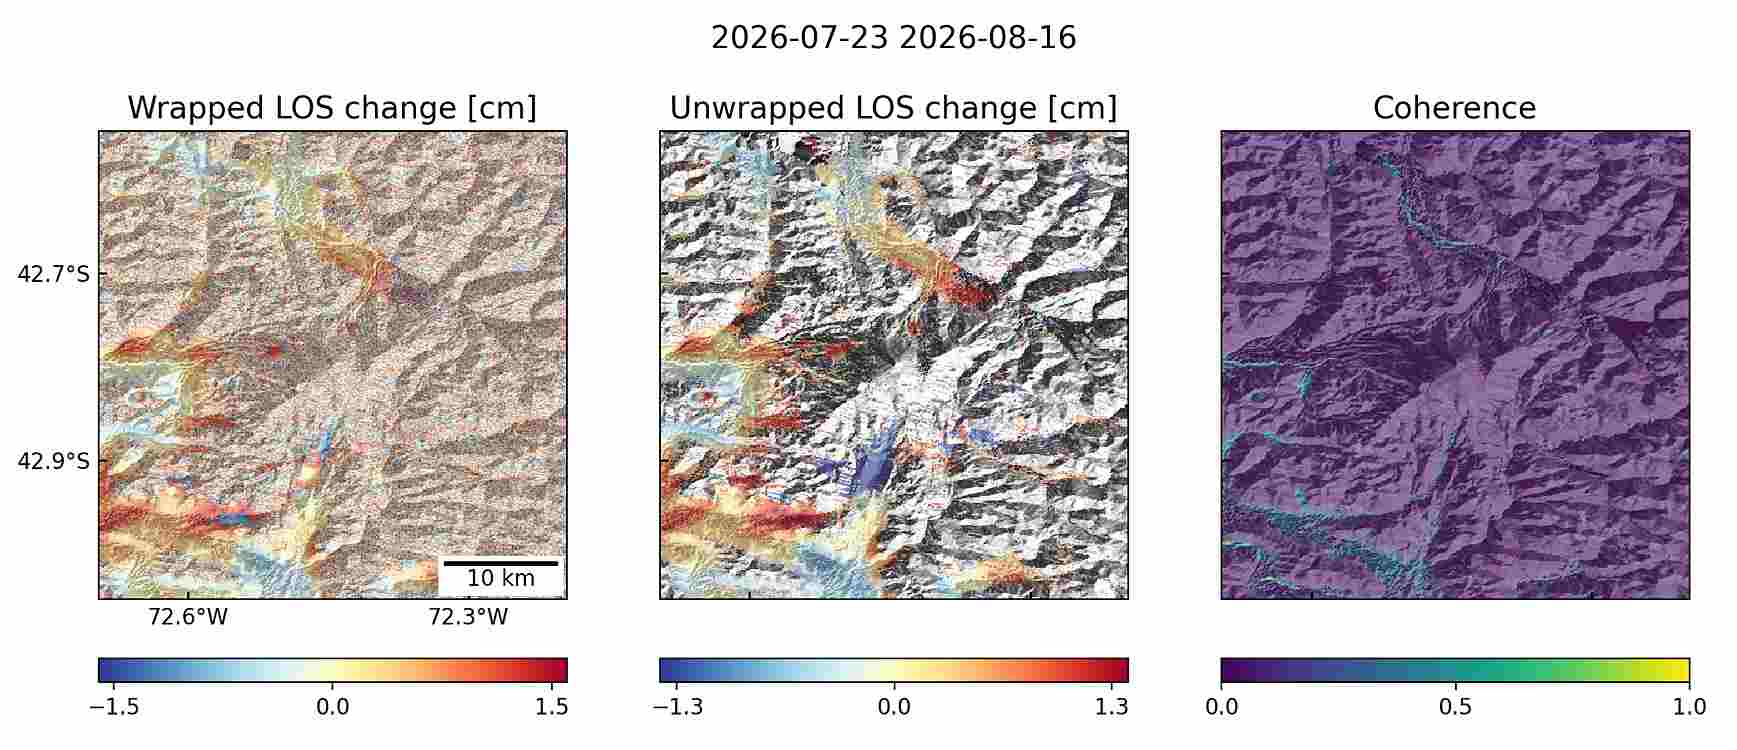 2026-07-23 2026-08-16
Wrapped LOS change [cm]
Unwrapped LOS change [cm]
Coherence
42.7°S
42.9°S
10 km
72.6°W
72.3°W
−1.5
0.0
1.5
−1.3
0.0
1.3
0.0
0.5
1.0